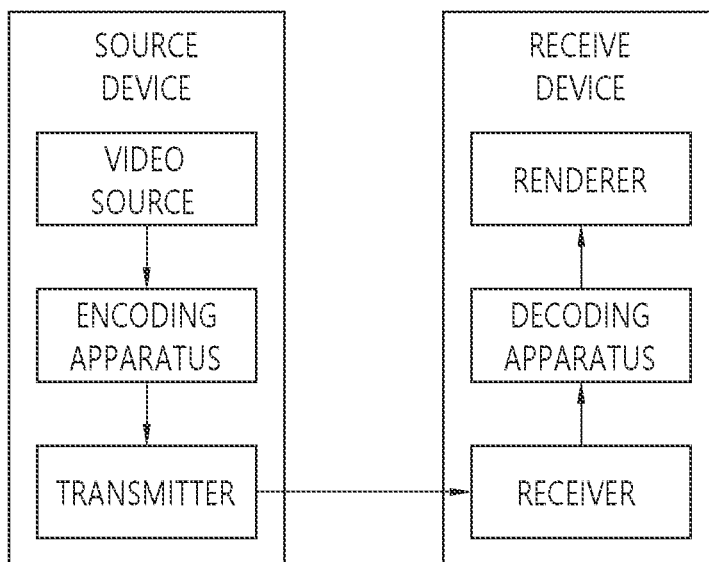 SOURCE
DEVICE
VIDEO
SOURCE
ENCODING
APPARATUS
TRANSMITTER
RECEIVE
DEVICE
RENDERER
DECODING
APPARATUS
RECEIVER